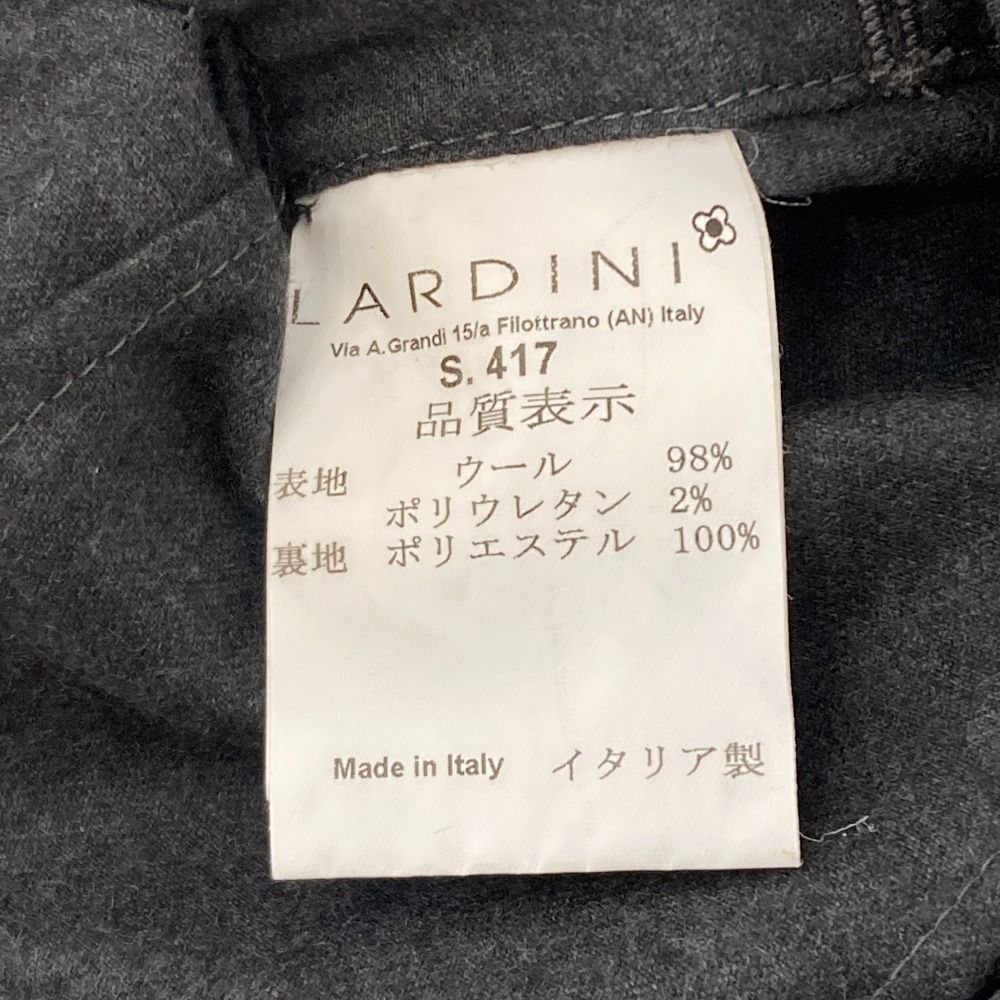 LARDINI
Via A.Grandi 15/a Filottrano (AN) Italy
S. 417
品質表示
表地 ウール 98%
ポリウレタン 2%
裏地 ポリエステル 100%
Made in Italy イタリア製